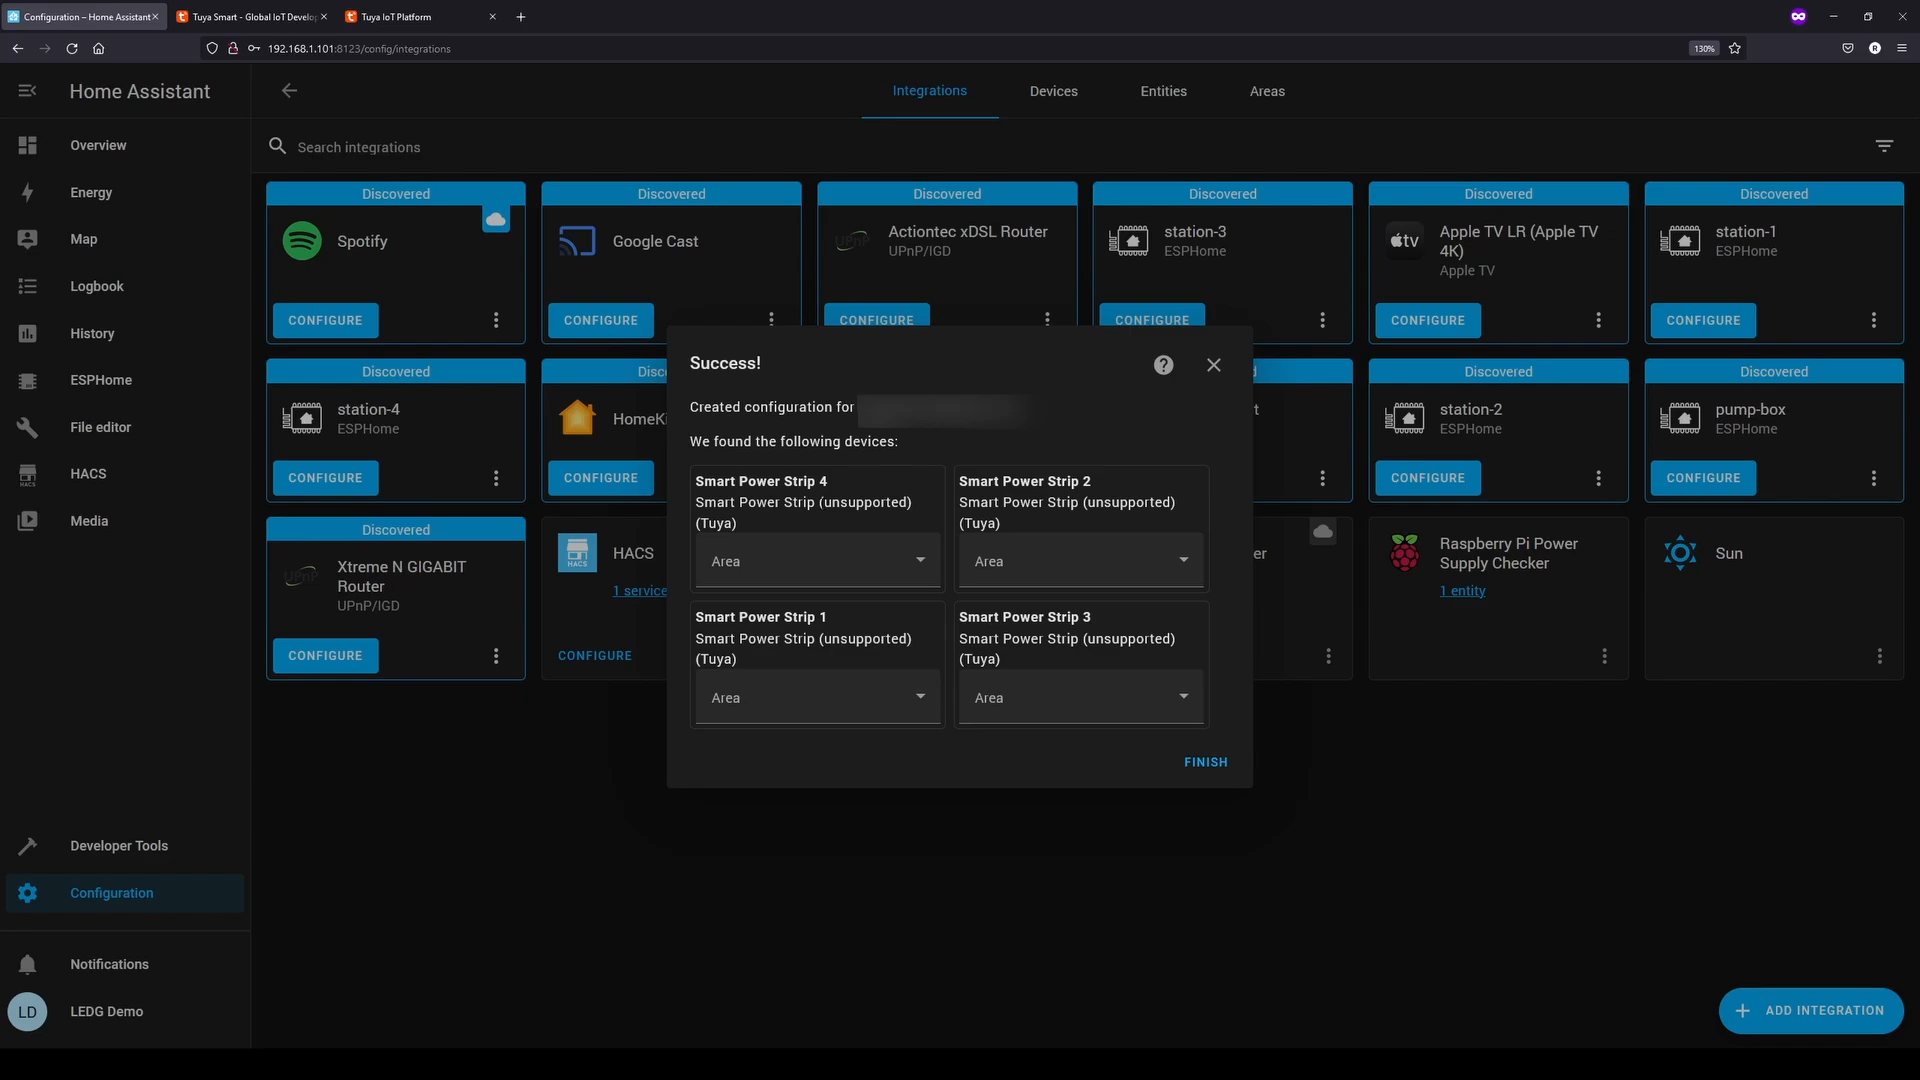 Configuration – Home Assistant
Tuya Smart - Global IoT Develop
Tuya IoT Platform
192.168.1.101:8123/config/integrations
130%
R
Home Assistant
Integrations
Devices
Entities
Areas
Overview
Energy
Map
Logbook
History
ESPHome
File editor
HACS
Media
Developer Tools
Configuration
Notifications
LD
LEDG Demo
Search integrations
Discovered
Spotify
CONFIGURE
Discovered
Google Cast
CONFIGURE
Discovered
UPnP
Actiontec xDSL Router
UPnP/IGD
CONFIGURE
Discovered
station-3
ESPHome
CONFIGURE
Discovered
tv
Apple TV LR (Apple TV
4K)
Apple TV
CONFIGURE
Discovered
station-1
ESPHome
CONFIGURE
Discovered
station-4
ESPHome
CONFIGURE
Disc
HomeKi
CONFIGURE
d
t
Discovered
station-2
ESPHome
CONFIGURE
Discovered
pump-box
ESPHome
CONFIGURE
Discovered
UPnP
Xtreme N GIGABIT
Router
UPnP/IGD
CONFIGURE
HACS
HACS
1 service
CONFIGURE
er
Raspberry Pi Power
Supply Checker
1 entity
Sun
Success!
Created configuration for
We found the following devices:
Smart Power Strip 4
Smart Power Strip (unsupported)
(Tuya)
Area
Smart Power Strip 2
Smart Power Strip (unsupported)
(Tuya)
Area
Smart Power Strip 1
Smart Power Strip (unsupported)
(Tuya)
Area
Smart Power Strip 3
Smart Power Strip (unsupported)
(Tuya)
Area
FINISH
ADD INTEGRATION